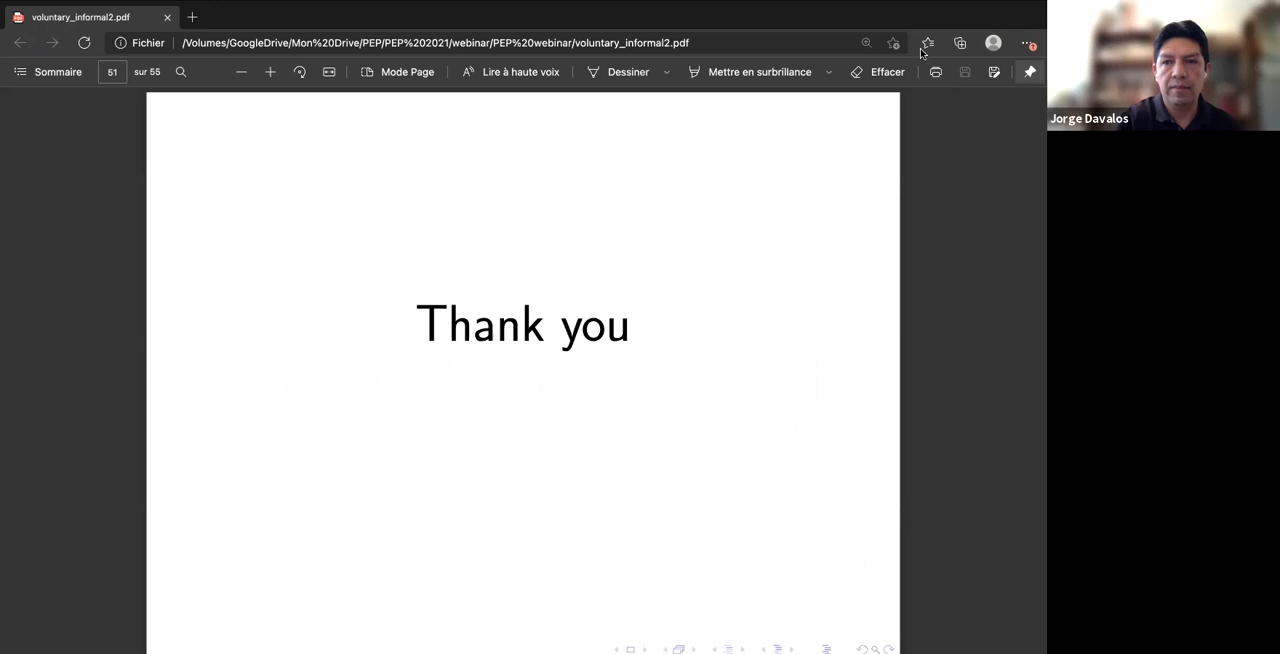 voluntary_informal2.pdf
Fichier
/Volumes/GoogleDrive/Mon%20Drive/PEP/PEP%202021/webinar/PEP%20webinar/voluntary_informal2.pdf
Sommaire
51
sur 55
Mode Page
Lire à haute voix
Dessiner
Mettre en surbrillance
Effacer
Jorge Davalos
Thank you